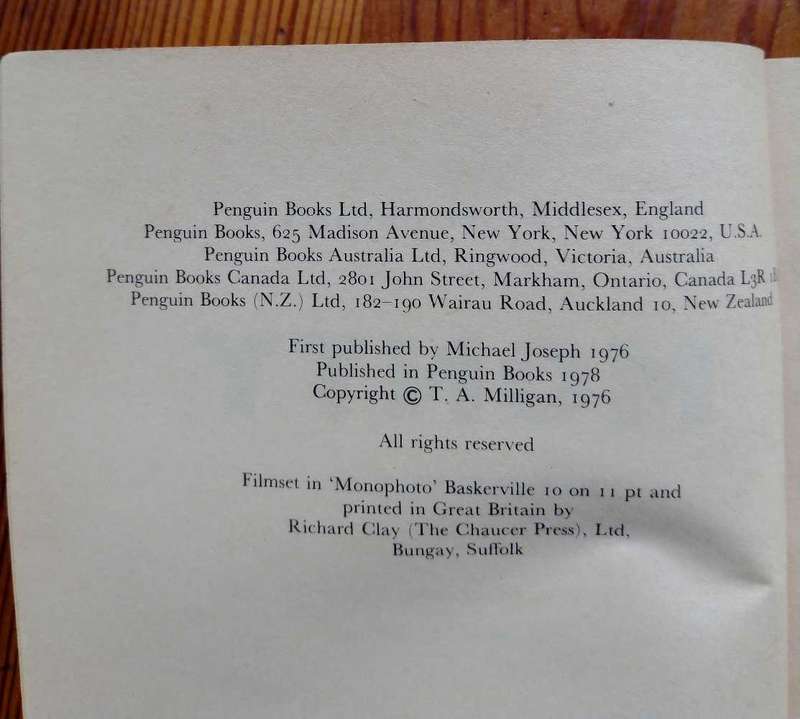 Penguin Books Ltd, Harmondsworth, Middlesex, England
Penguin Books, 625 Madison Avenue, New York, New York 10022, U.S.A.
Penguin Books Australia Ltd, Ringwood, Victoria, Australia
Penguin Books Canada Ltd, 2801 John Street, Markham, Ontario, Canada L3R
Penguin Books (N.Z.) Ltd, 182–190 Wairau Road, Auckland 10, New Zealand
First published by Michael Joseph 1976
Published in Penguin Books 1978
Copyright © T. A. Milligan, 1976
All rights reserved
Filmset in ‘Monophoto’ Baskerville 10 on 11 pt and
printed in Great Britain by
Richard Clay (The Chaucer Press), Ltd,
Bungay, Suffolk